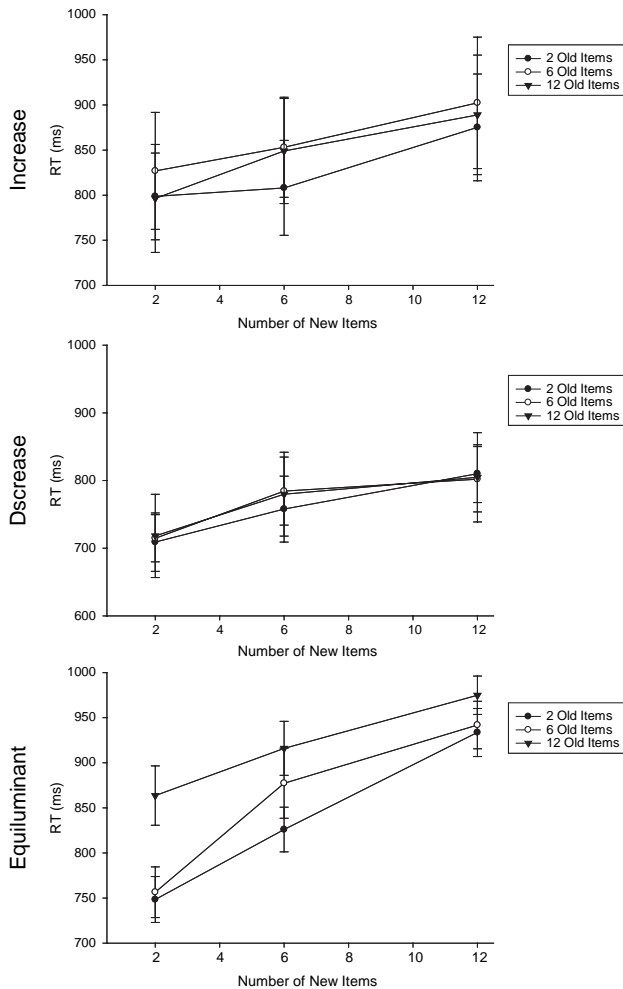 1000
950
900
850
800
750
700
RT (ms)
Increase
2 4 6 8 10 12
Number of New Items
2 Old Items
6 Old Items
12 Old Items
1000
900
800
700
600
RT (ms)
Dscrease
2 4 6 8 10 12
Number of New Items
2 Old Items
6 Old Items
12 Old Items
1000
950
900
850
800
750
700
RT (ms)
Equiluminant
2 4 6 8 10 12
Number of New Items
2 Old Items
6 Old Items
12 Old Items